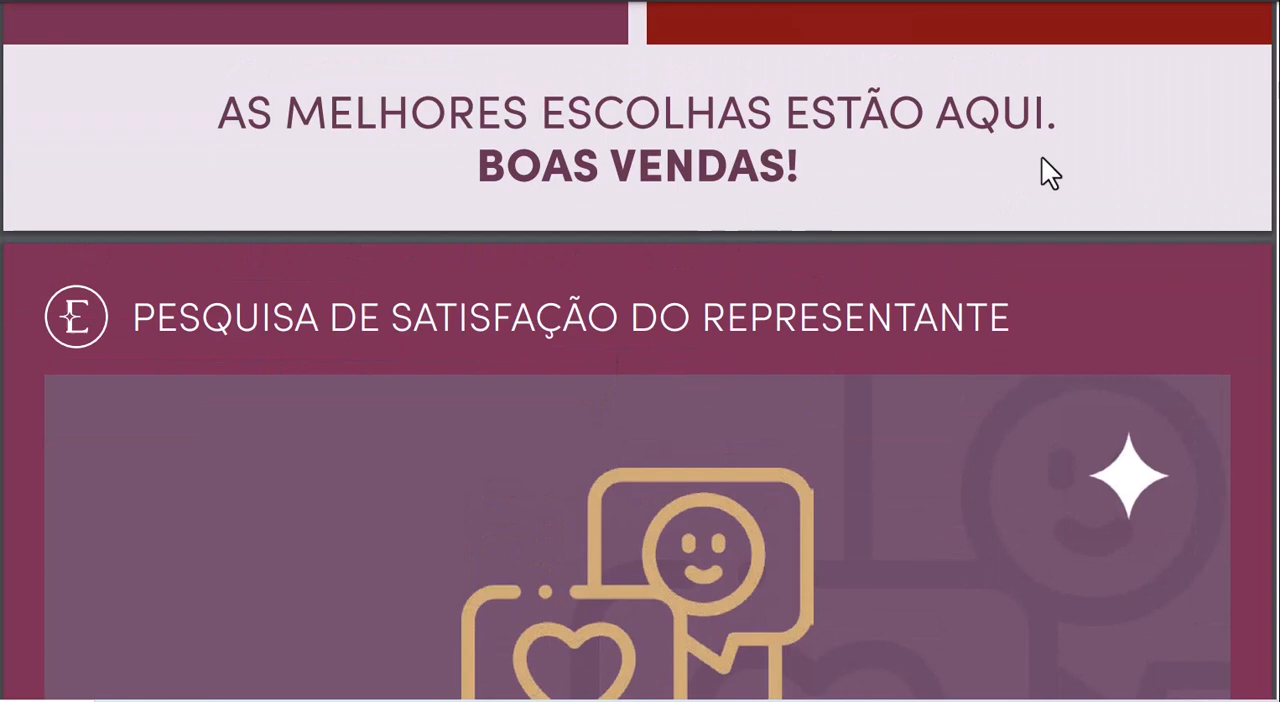 AS MELHORES ESCOLHAS ESTÃO AQUI.
BOAS VENDAS!
E PESQUISA DE SATISFAÇÃO DO REPRESENTANTE